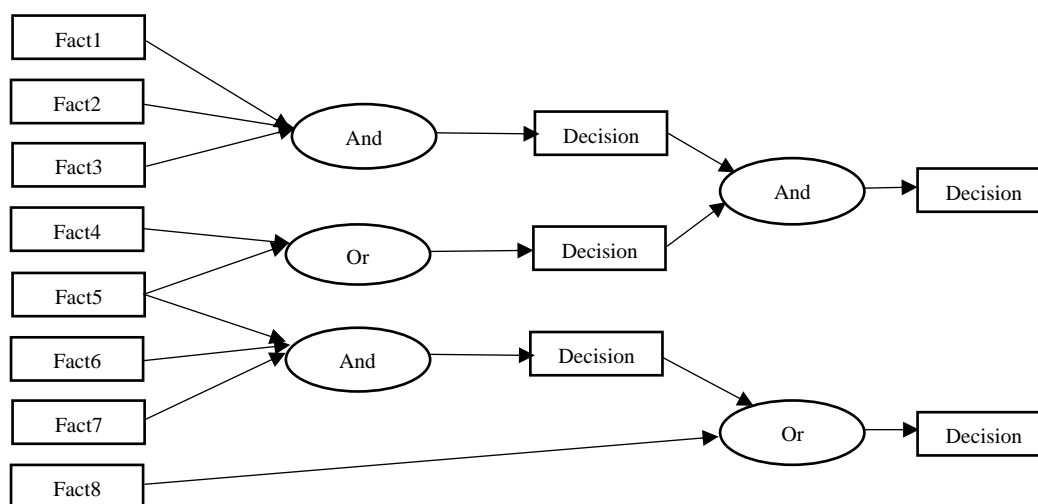 Fact1
Fact2
Fact3
Fact4
Fact5
Fact6
Fact7
Fact8
And
Or
And
Decision
Decision
Decision
And
Or
Decision
Decision